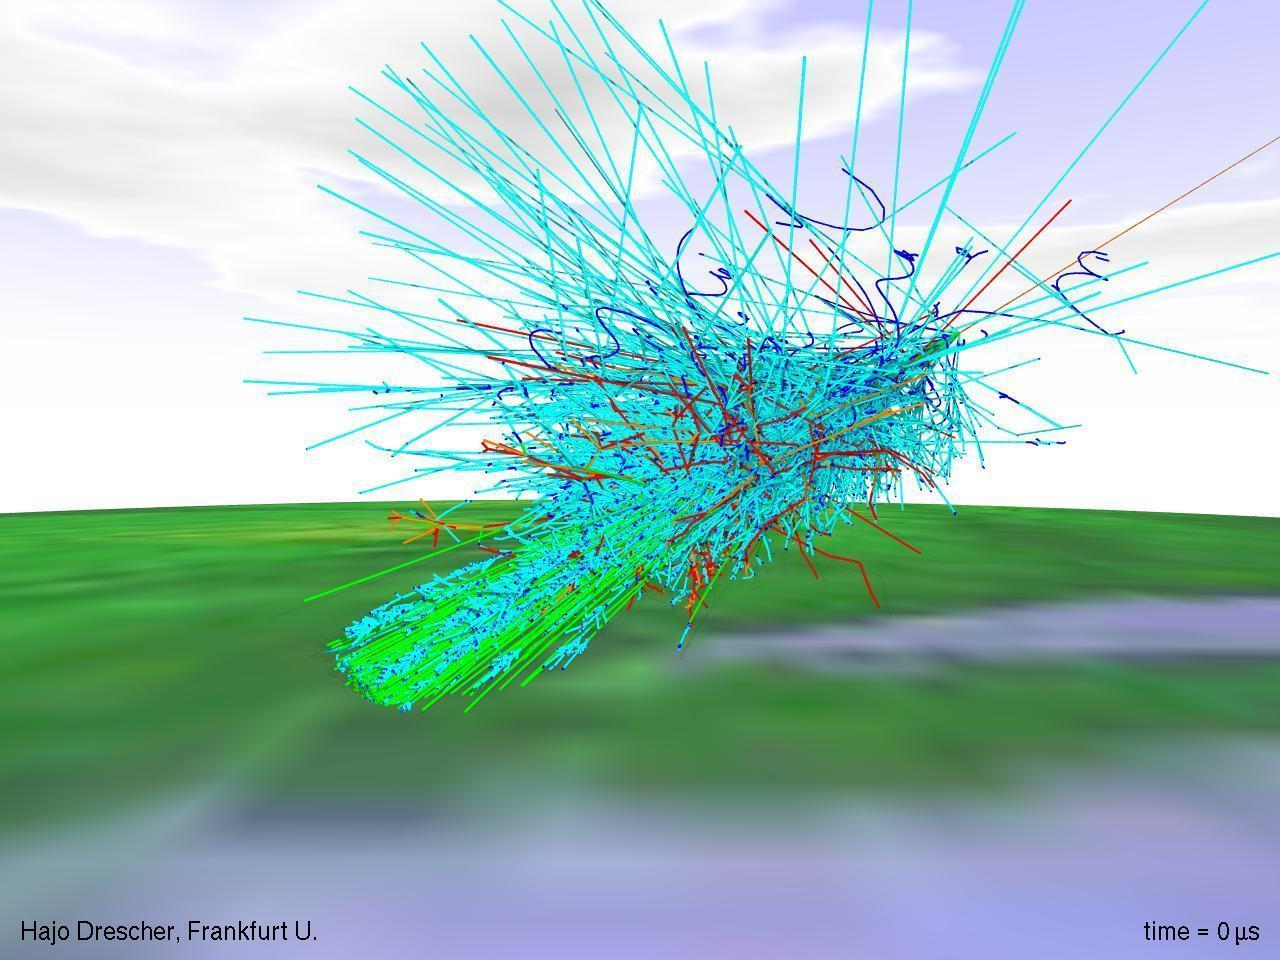 Hajo Drescher, Frankfurt U.
time = 0 µs